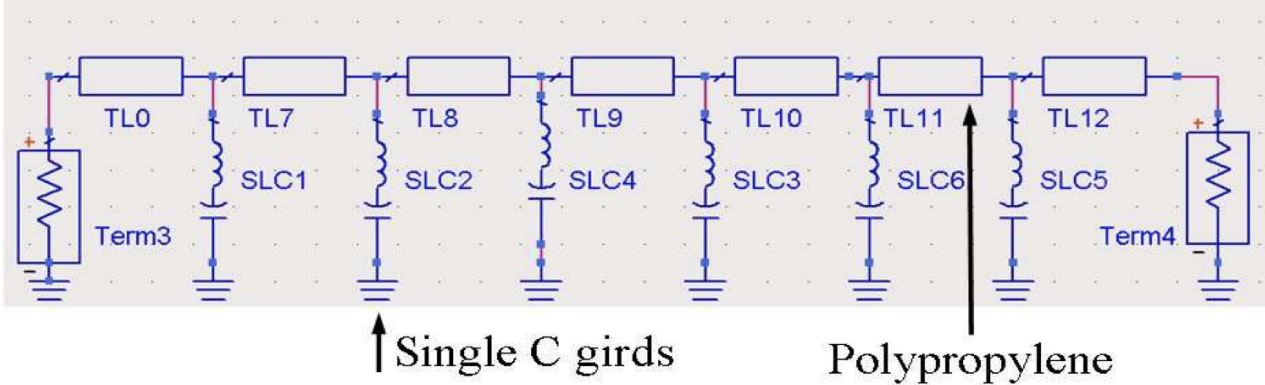 TL0 TL7 TL8 TL9 TL10 TL11 TL12
+ SLC1 SLC2 SLC4 SLC3 SLC6 SLC5 +
Term3 Term4
- -
Single C girds Polypropylene